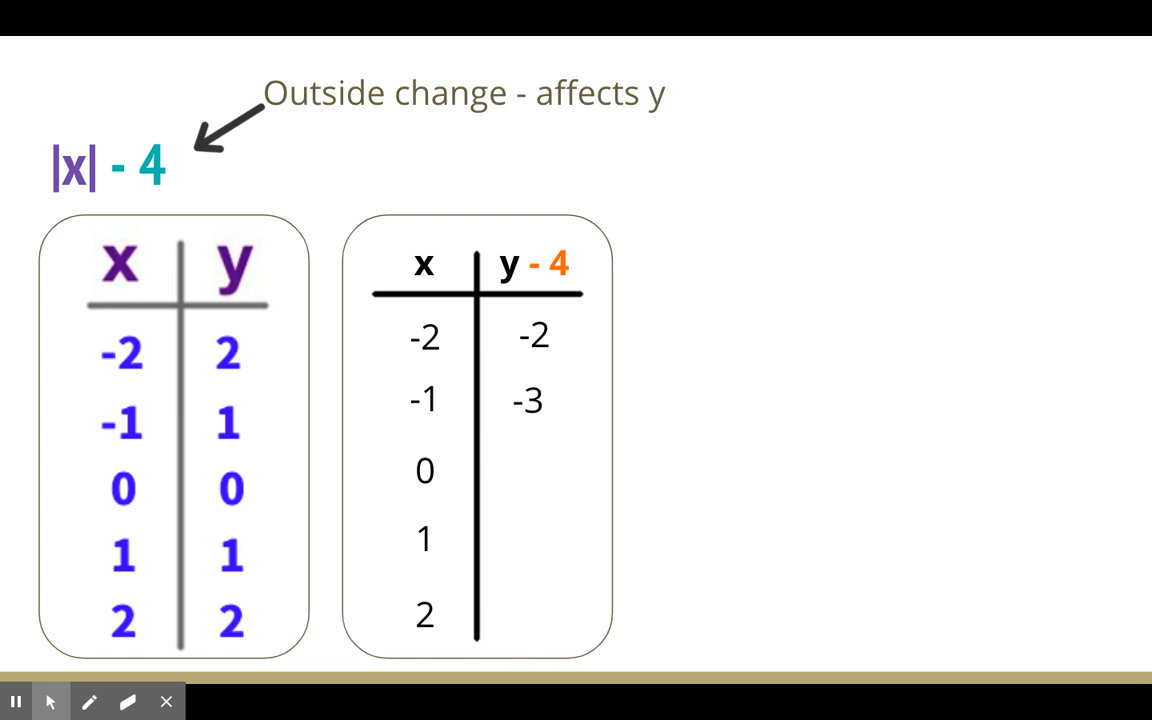 Outside change - affects y
|x| - 4
x y
-2 2
-1 1
0 0
1 1
2 2
x y - 4
-2 -2
-1 -3
0
1
2